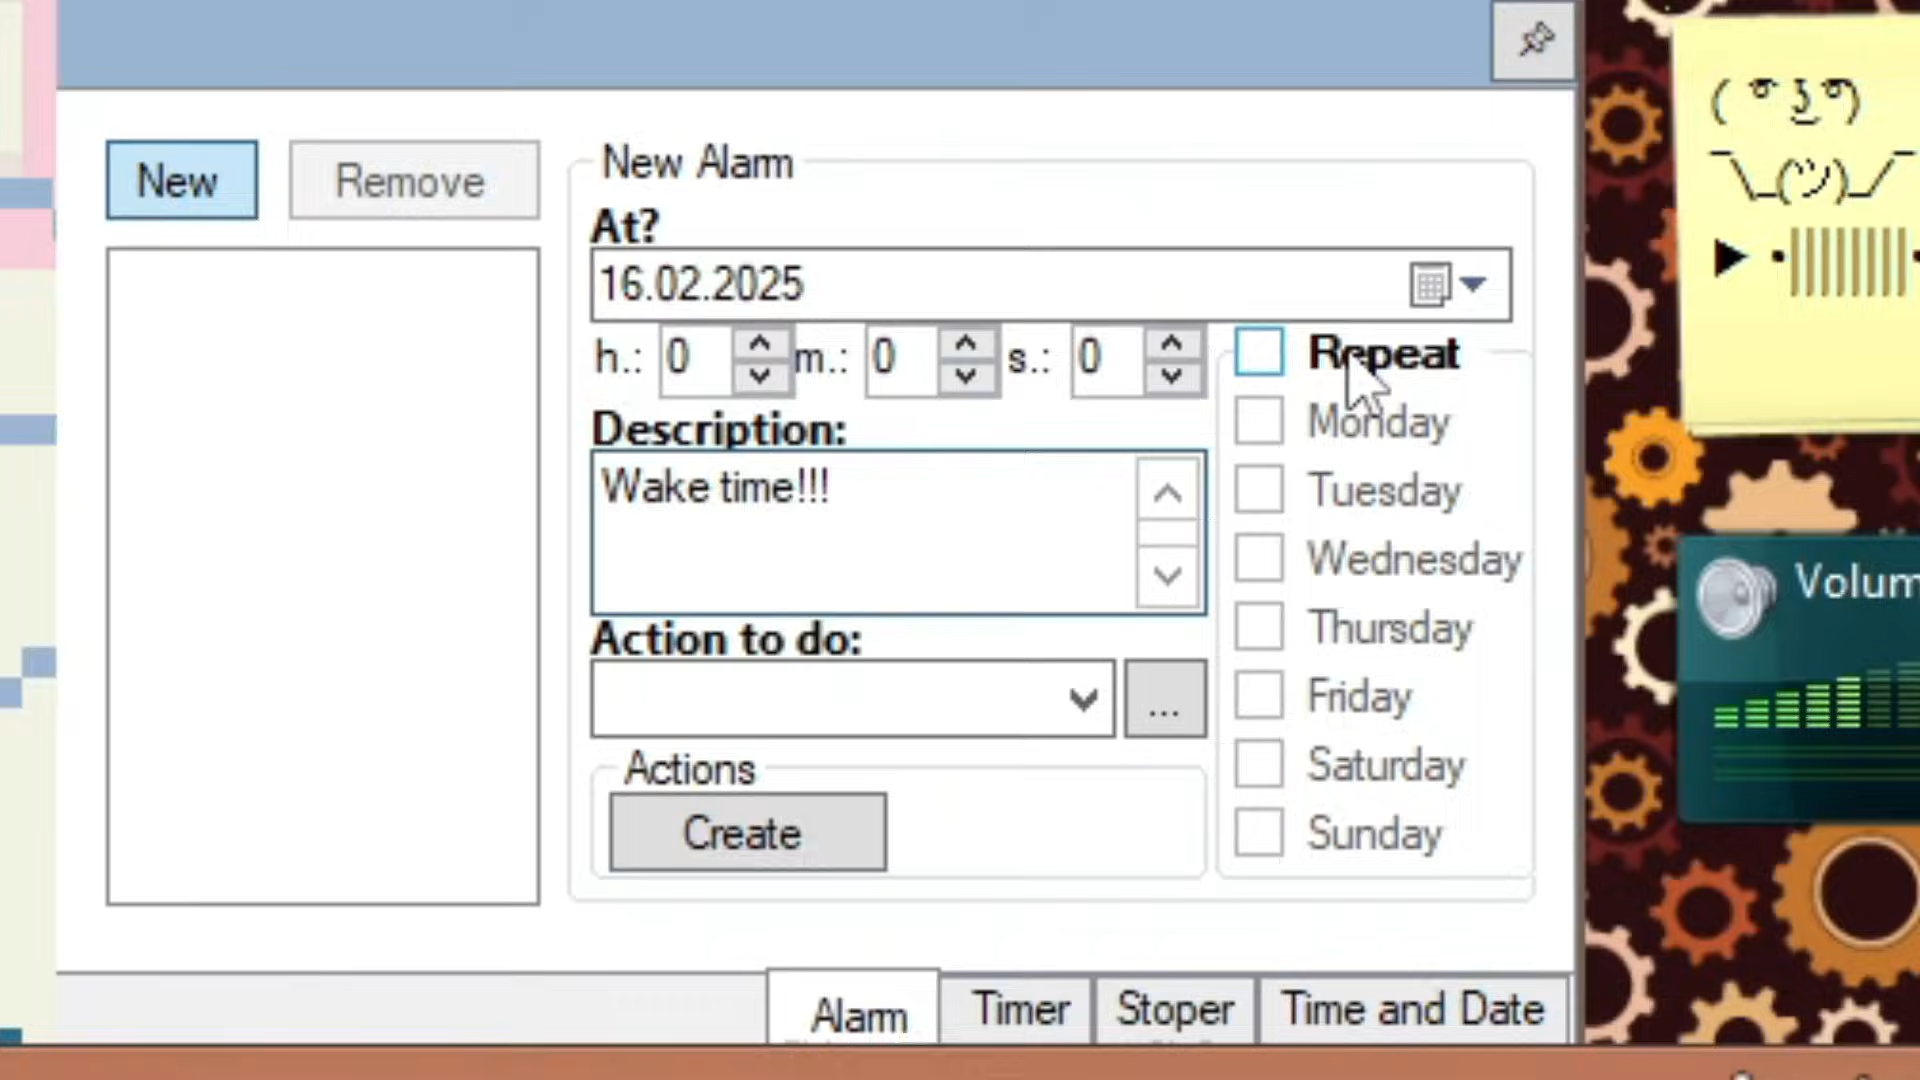 New Remove
New Alarm
At?
16.02.2025
h.: 0 m.: 0 s.: 0
Repeat
Monday
Tuesday
Wednesday
Thursday
Friday
Saturday
Sunday
Description:
Wake time!!!
Action to do:
...
Actions
Create
Alarm Timer Stoper Time and Date
( ͡° ͜ʖ ͡°)
¯\_(ツ)_/¯
Volum